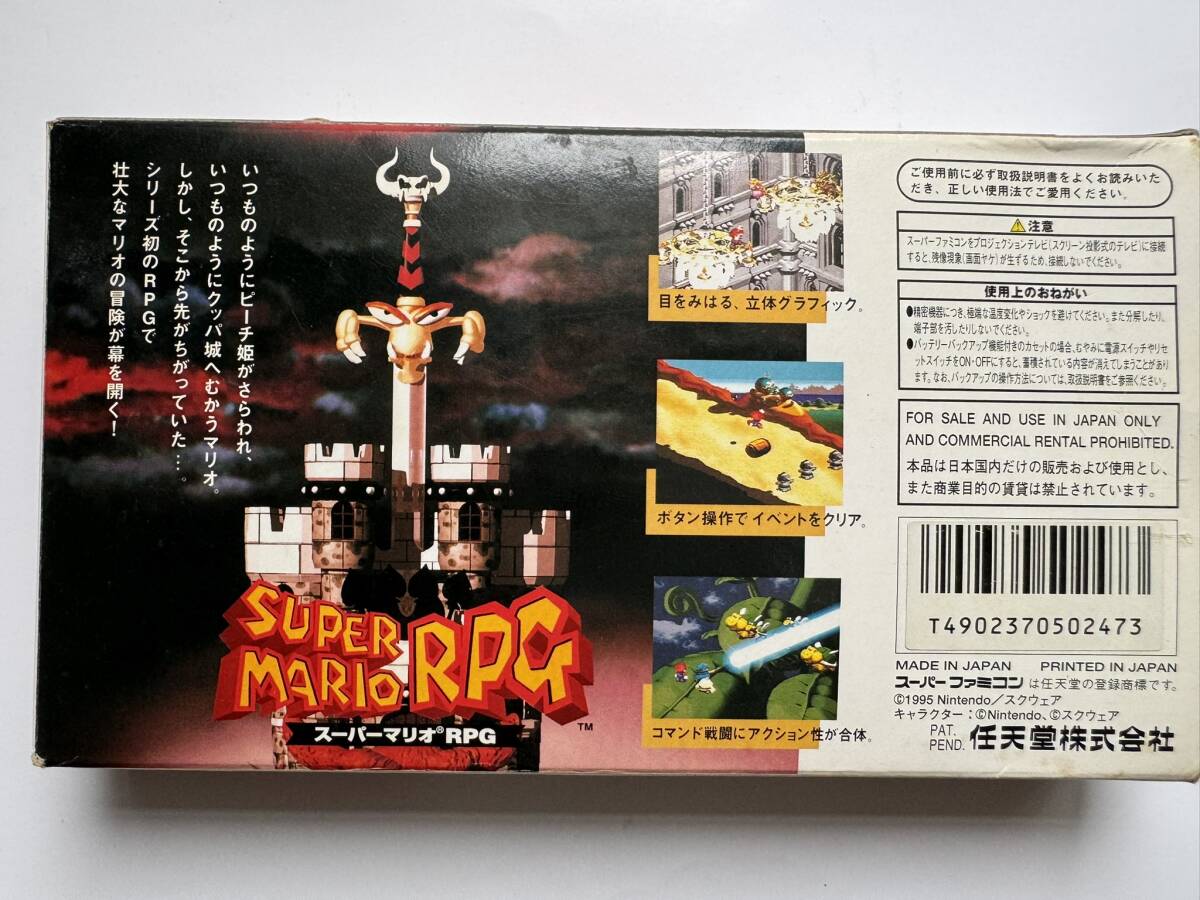 いつものようにピーチ姫がさらわれ、
いつものようにクッパ城へむかうマリオ。
しかし、そこから先がちがっていた…。
シリーズ初のRPGで
壮大なマリオの冒険が幕を開く!
SUPER
MARIO RPG
TM
スーパーマリオ®RPG
目をみはる、立体グラフィック。
ボタン操作でイベントをクリア。
コマンド戦闘にアクション性が合体。
ご使用前に必ず取扱説明書をよくお読みいた
だき、正しい使用法でご愛用ください。
⚠注意
スーパーファミコンをプロジェクションテレビ(スクリーン投影式のテレビ)に接続
すると、残像現象(画面ヤケ)が生ずるため、接続しないでください。
使用上のおねがい
●精密機器につき、極端な温度変化やショックを避けてください。また分解したり、
端子部を汚したりしないでください。
●バッテリーバックアップ機能付きのカセットの場合、むやみに電源スイッチやリセ
ットスイッチをON・OFFにすると、蓄積されている内容が消えてしまうことがあり
ます。なお、バックアップの操作方法については、取扱説明書をご参照ください。
FOR SALE AND USE IN JAPAN ONLY
AND COMMERCIAL RENTAL PROHIBITED.
本品は日本国内だけの販売および使用とし、
また商業目的の賃貸は禁止されています。
T4902370502473
MADE IN JAPAN PRINTED IN JAPAN
スーパーファミコンは任天堂の登録商標です。
©1995 Nintendo/スクウェア
キャラクター:©Nintendo、©スクウェア
PAT.
PEND. 任天堂株式会社